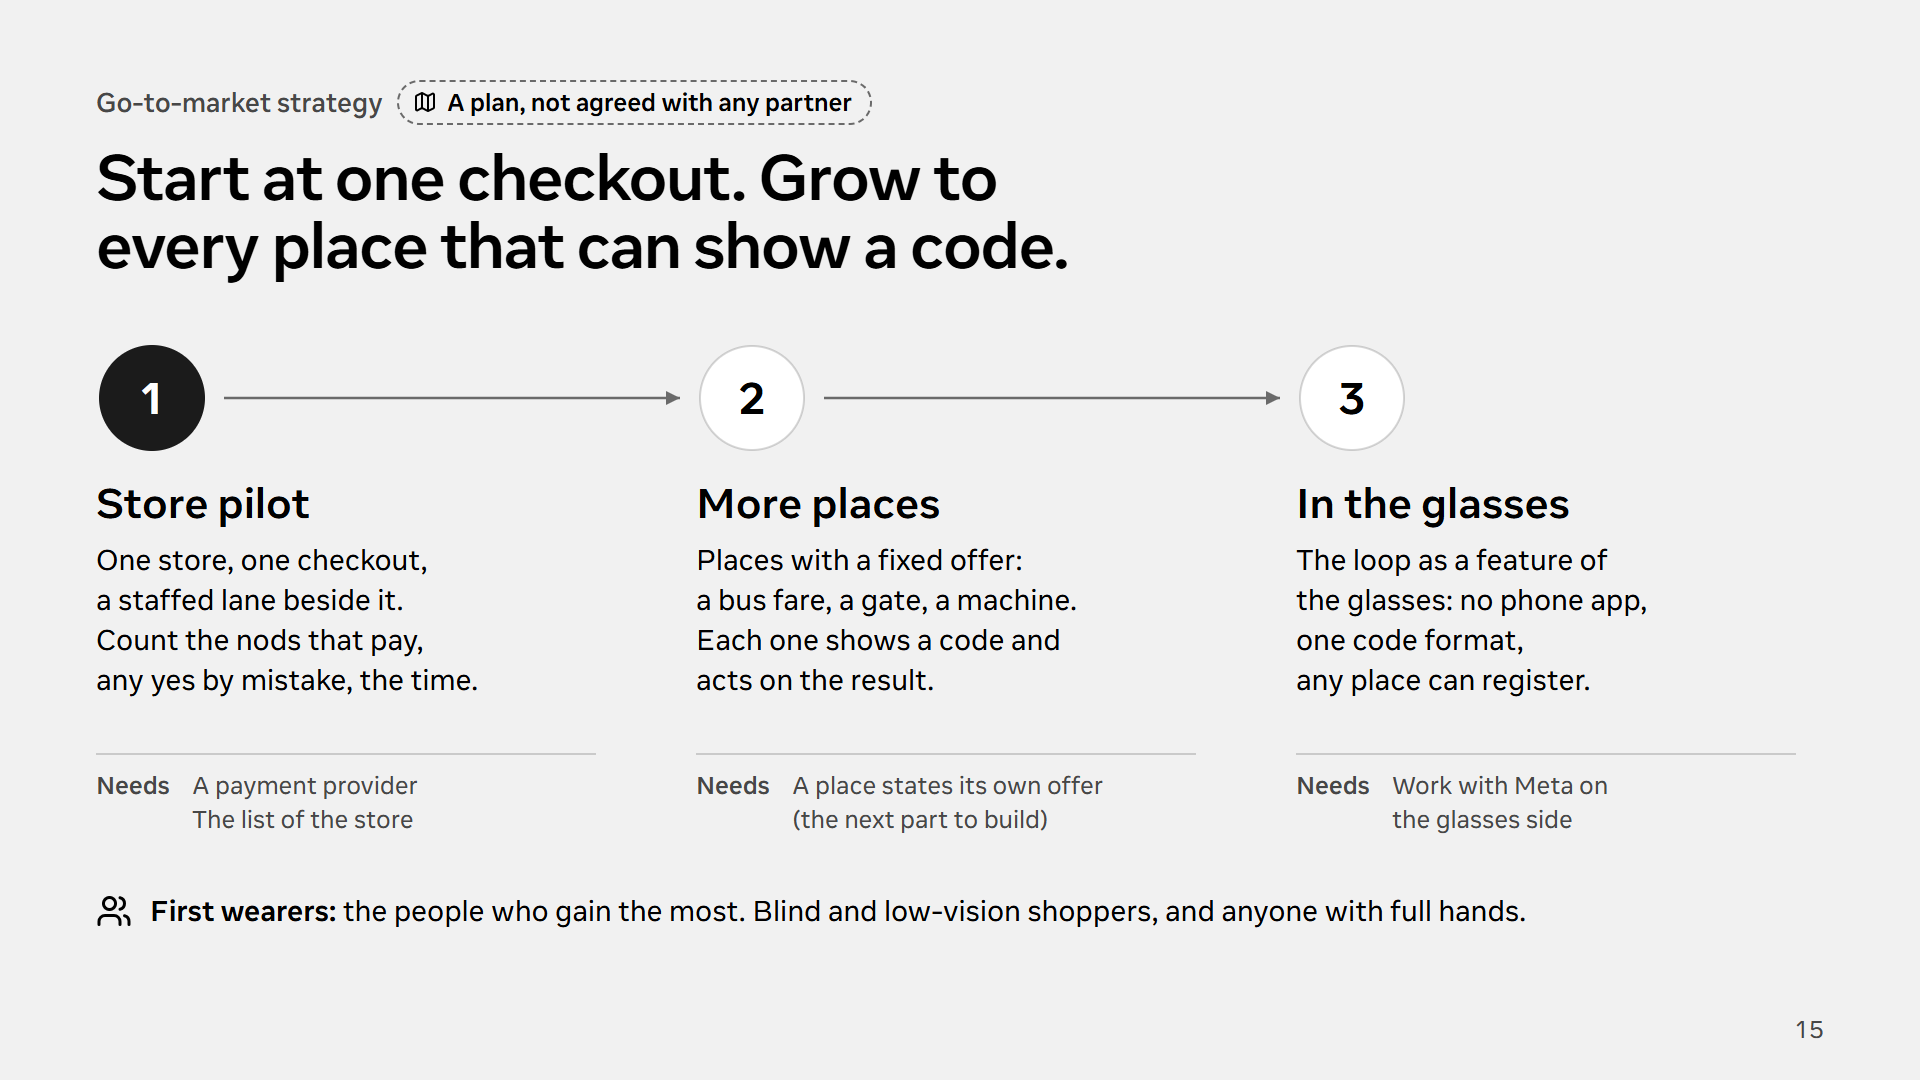 Go-to-market strategy
A plan, not agreed with any partner
Start at one checkout. Grow to
every place that can show a code.
1
2
3
Store pilot
One store, one checkout,
a staffed lane beside it.
Count the nods that pay,
any yes by mistake, the time.
Needs
A payment provider
The list of the store
More places
Places with a fixed offer:
a bus fare, a gate, a machine.
Each one shows a code and
acts on the result.
Needs
A place states its own offer
(the next part to build)
In the glasses
The loop as a feature of
the glasses: no phone app,
one code format,
any place can register.
Needs
Work with Meta on
the glasses side
First wearers: the people who gain the most. Blind and low-vision shoppers, and anyone with full hands.
15